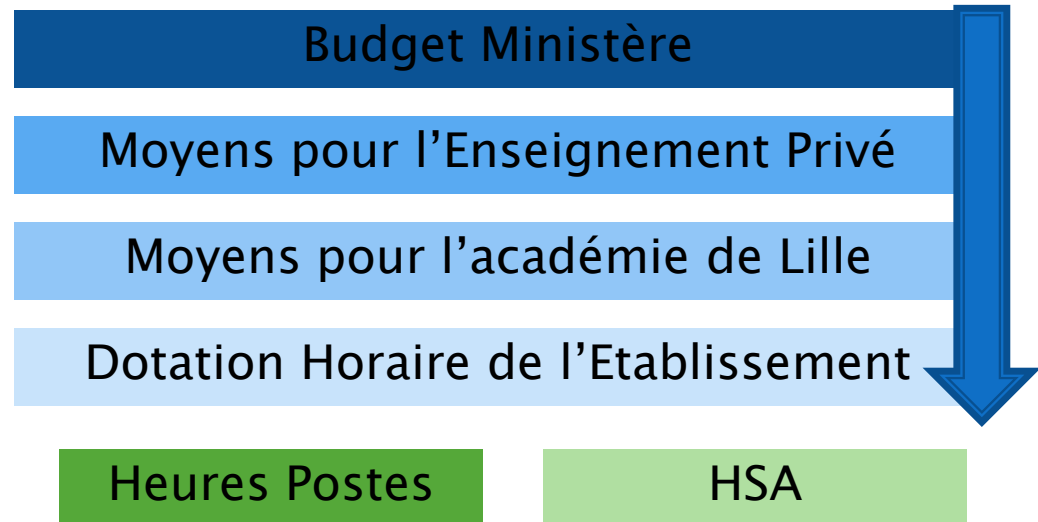 Budget Ministère
Moyens pour l’Enseignement Privé
Moyens pour l’académie de Lille
Dotation Horaire de l’Etablissement
Heures Postes
HSA